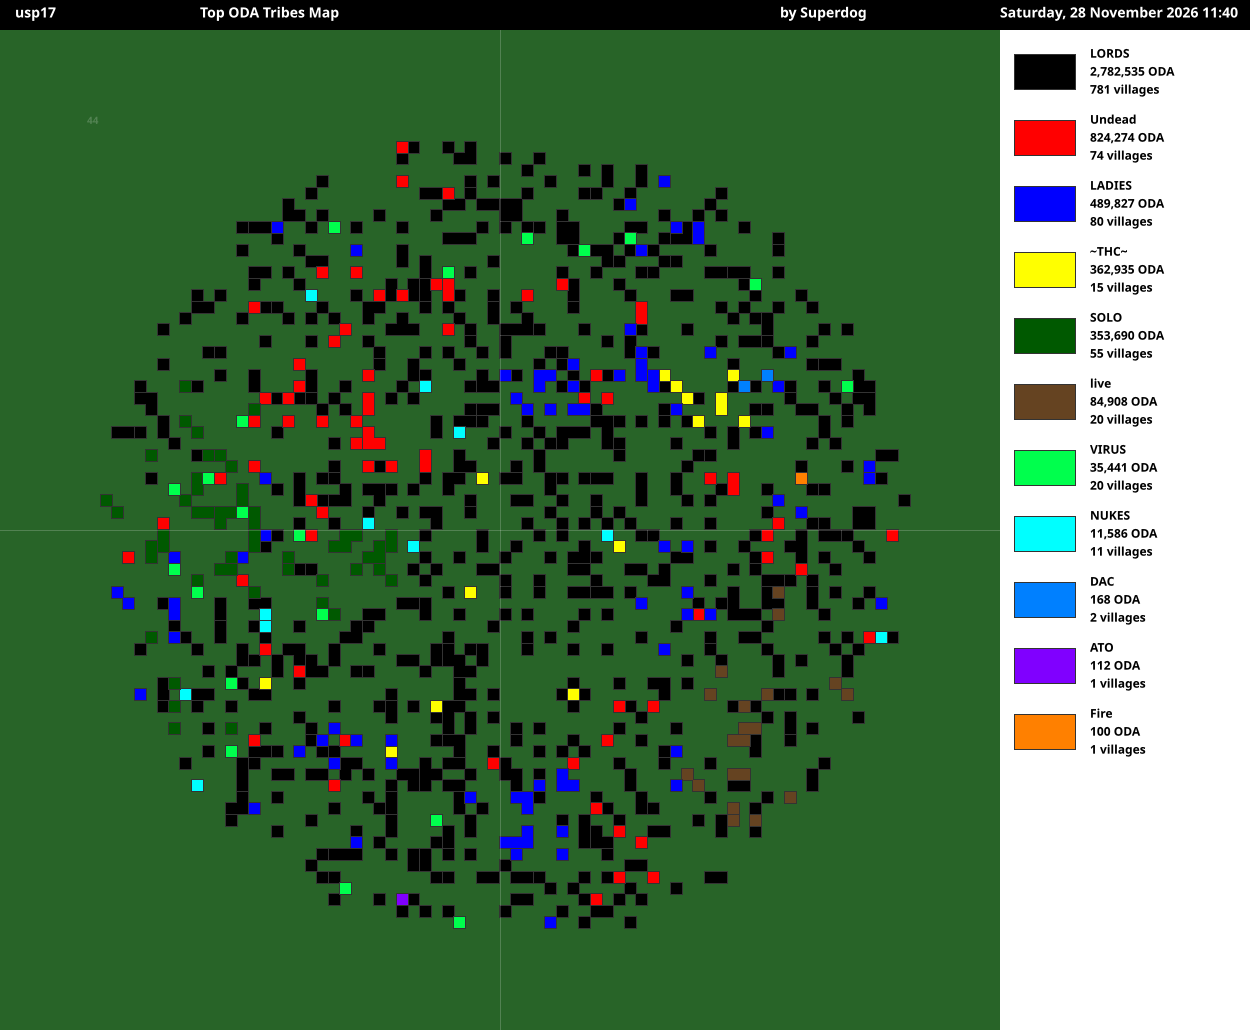 usp17 Top ODA Tribes Map by Superdog Saturday, 28 November 2026 11:40
44
LORDS
2,782,535 ODA
781 villages
Undead
824,274 ODA
74 villages
LADIES
489,827 ODA
80 villages
~THC~
362,935 ODA
15 villages
SOLO
353,690 ODA
55 villages
live
84,908 ODA
20 villages
VIRUS
35,441 ODA
20 villages
NUKES
11,586 ODA
11 villages
DAC
168 ODA
2 villages
ATO
112 ODA
1 villages
Fire
100 ODA
1 villages